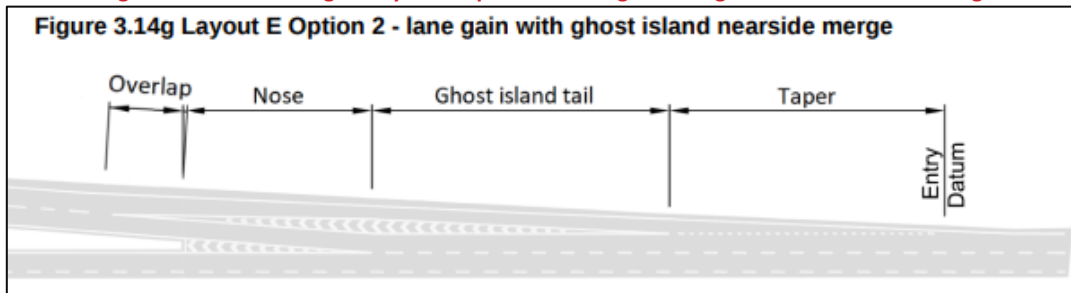 Figure 3.14g Layout E Option 2 - lane gain with ghost island nearside merge
Overlap
Nose
Ghost island tail
Taper
Entry
Datum